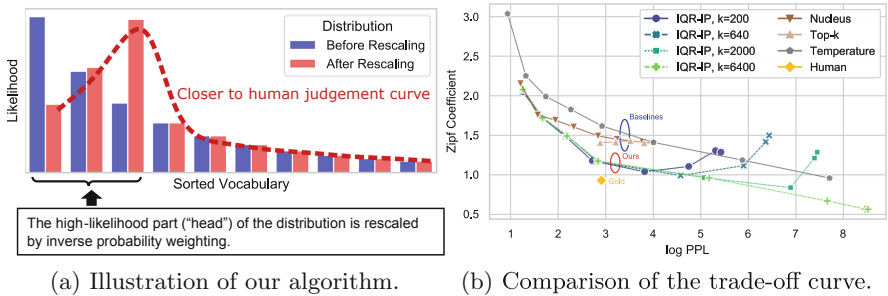 Likelihood
Distribution
Before Rescaling
After Rescaling
Closer to human judgement curve
Sorted Vocabulary
The high-likelihood part ("head") of the distribution is rescaled
by inverse probability weighting.
(a) Illustration of our algorithm.
Zipf Coefficient
3.0
2.5
2.0
1.5
1.0
0.5
IQR-IP, k=200
IQR-IP, k=640
IQR-IP, k=2000
IQR-IP, k=6400
Nucleus
Top-k
Temperature
Human
Baselines
Ours
Gold
1 2 3 4 5 6 7 8
log PPL
(b) Comparison of the trade-off curve.